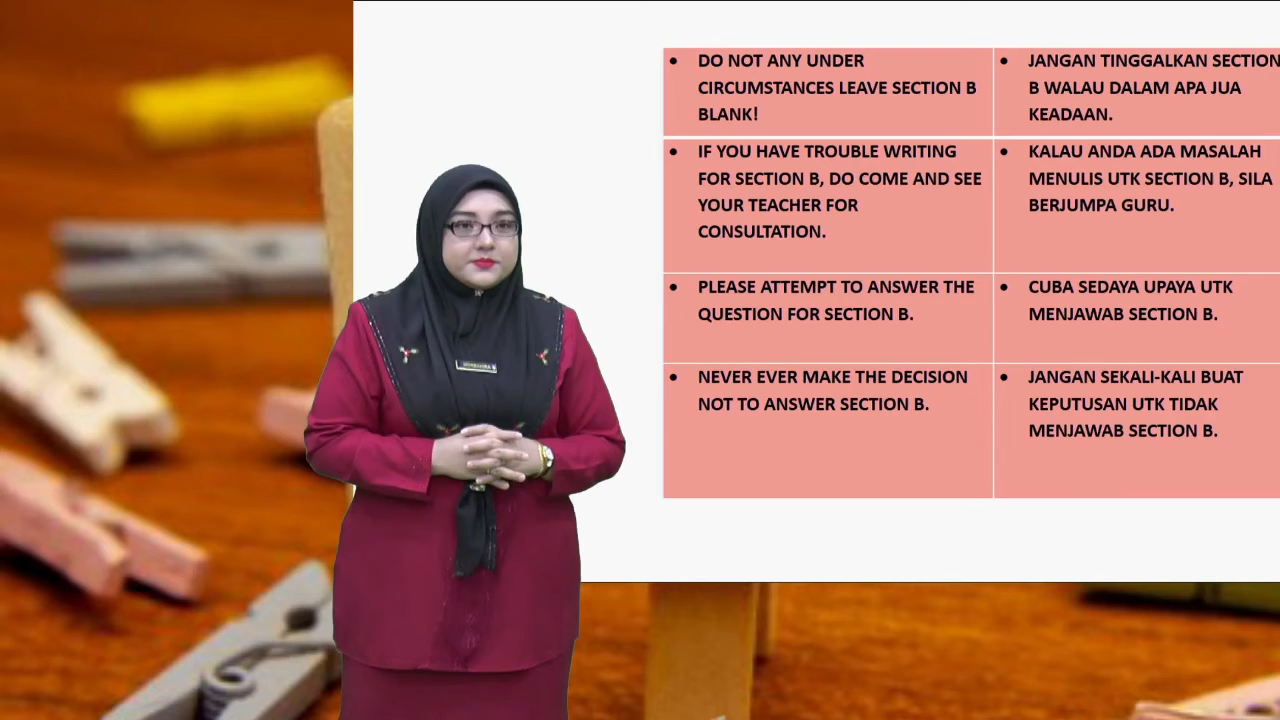 DO NOT ANY UNDER
CIRCUMSTANCES LEAVE SECTION B
BLANK!
JANGAN TINGGALKAN SECTION
B WALAU DALAM APA JUA
KEADAAN.
IF YOU HAVE TROUBLE WRITING
FOR SECTION B, DO COME AND SEE
YOUR TEACHER FOR
CONSULTATION.
KALAU ANDA ADA MASALAH
MENULIS UTK SECTION B, SILA
BERJUMPA GURU.
PLEASE ATTEMPT TO ANSWER THE
QUESTION FOR SECTION B.
CUBA SEDAYA UPAYA UTK
MENJAWAB SECTION B.
NEVER EVER MAKE THE DECISION
NOT TO ANSWER SECTION B.
JANGAN SEKALI-KALI BUAT
KEPUTUSAN UTK TIDAK
MENJAWAB SECTION B.